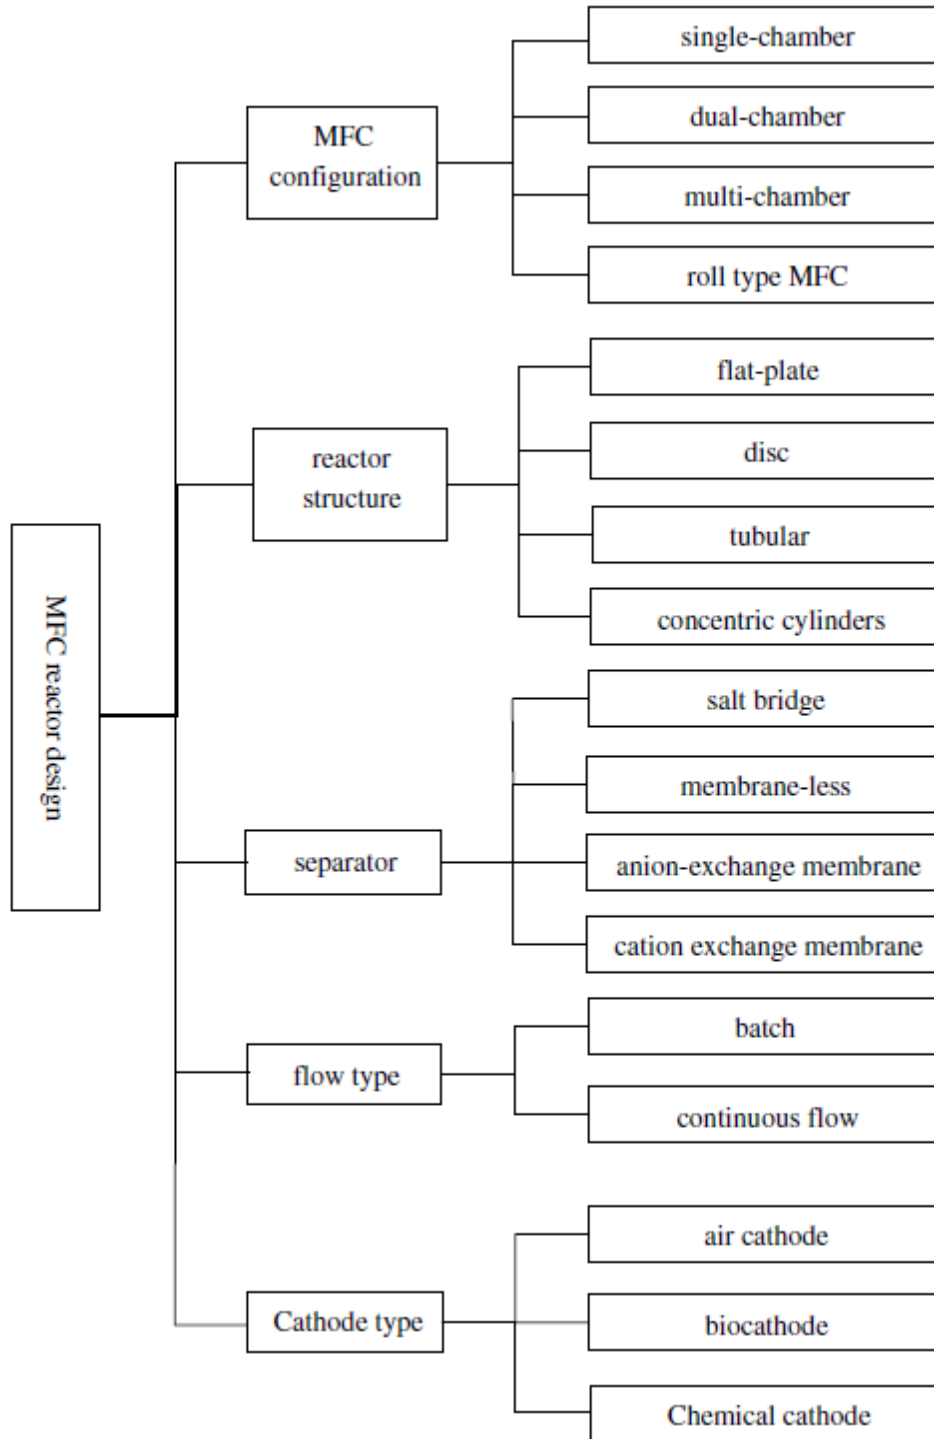 MFC reactor design
MFC
configuration
single-chamber
dual-chamber
multi-chamber
roll type MFC
reactor
structure
flat-plate
disc
tubular
concentric cylinders
separator
salt bridge
membrane-less
anion-exchange membrane
cation exchange membrane
flow type
batch
continuous flow
Cathode type
air cathode
biocathode
Chemical cathode